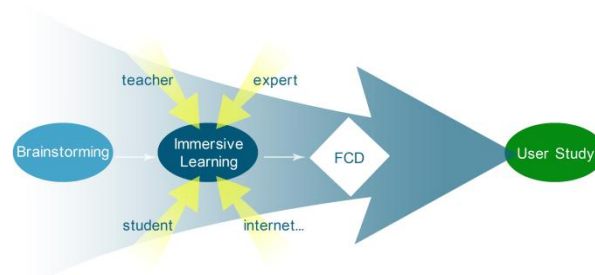 teacher
expert
Brainstorming
Immersive
Learning
FCD
User Study
student
internet...